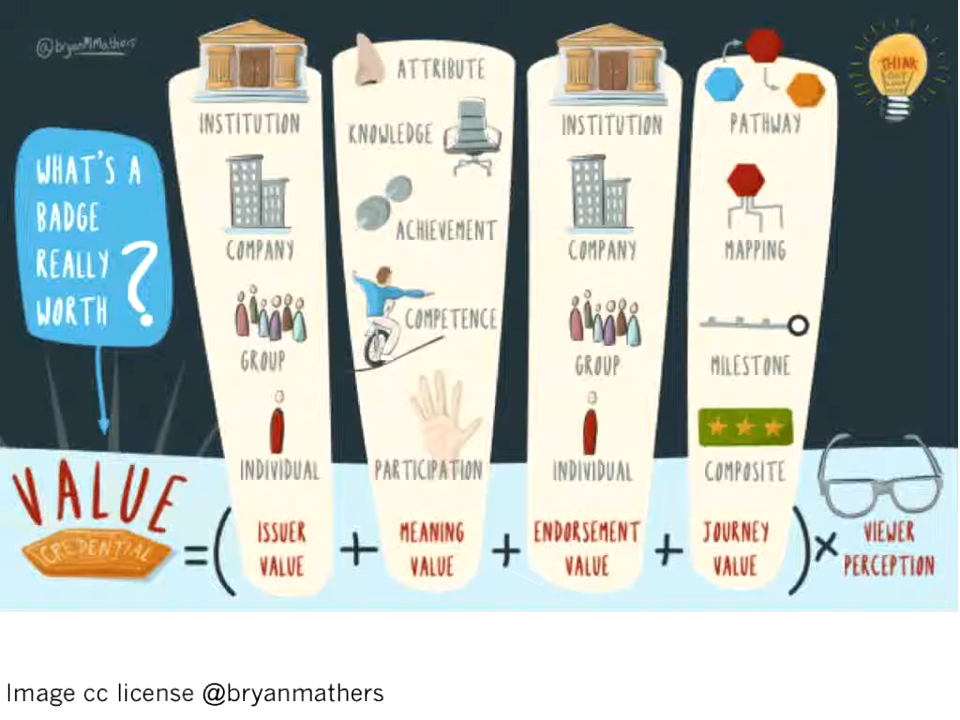 @bryanMMathers
WHAT'S A
BADGE
REALLY
WORTH ?
INSTITUTION
COMPANY
GROUP
INDIVIDUAL
ATTRIBUTE
KNOWLEDGE
ACHIEVEMENT
COMPETENCE
PARTICIPATION
INSTITUTION
COMPANY
GROUP
INDIVIDUAL
PATHWAY
MAPPING
MILESTONE
COMPOSITE
THINK
OUT
VALUE
CREDENTIAL
= (
ISSUER
VALUE
+
MEANING
VALUE
+
ENDORSEMENT
VALUE
+
JOURNEY
VALUE
) ×
VIEWER
PERCEPTION
Image cc license @bryanmathers